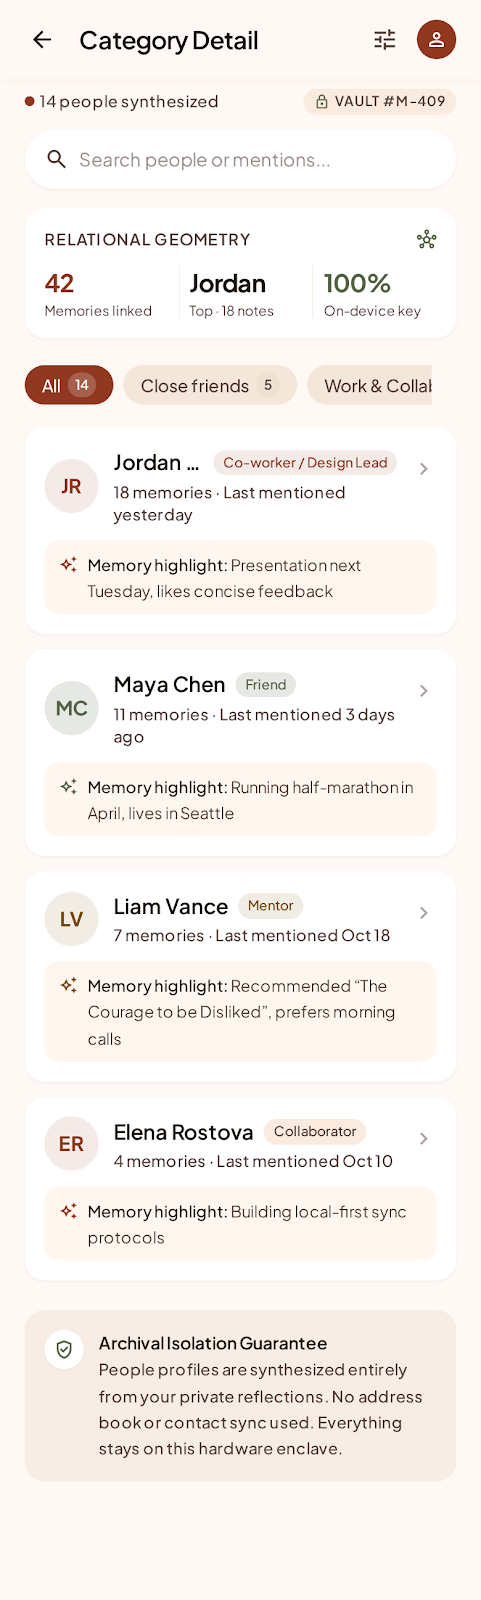 Category Detail
14 people synthesized
VAULT #M-409
Search people or mentions...
RELATIONAL GEOMETRY
42
Memories linked
Jordan
Top · 18 notes
100%
On-device key
All 14
Close friends 5
Work & Collab
JR
Jordan ...
Co-worker / Design Lead
18 memories · Last mentioned
yesterday
Memory highlight: Presentation next
Tuesday, likes concise feedback
MC
Maya Chen
Friend
11 memories · Last mentioned 3 days
ago
Memory highlight: Running half-marathon in
April, lives in Seattle
LV
Liam Vance
Mentor
7 memories · Last mentioned Oct 18
Memory highlight: Recommended “The
Courage to be Disliked”, prefers morning
calls
ER
Elena Rostova
Collaborator
4 memories · Last mentioned Oct 10
Memory highlight: Building local-first sync
protocols
Archival Isolation Guarantee
People profiles are synthesized entirely
from your private reflections. No address
book or contact sync used. Everything
stays on this hardware enclave.